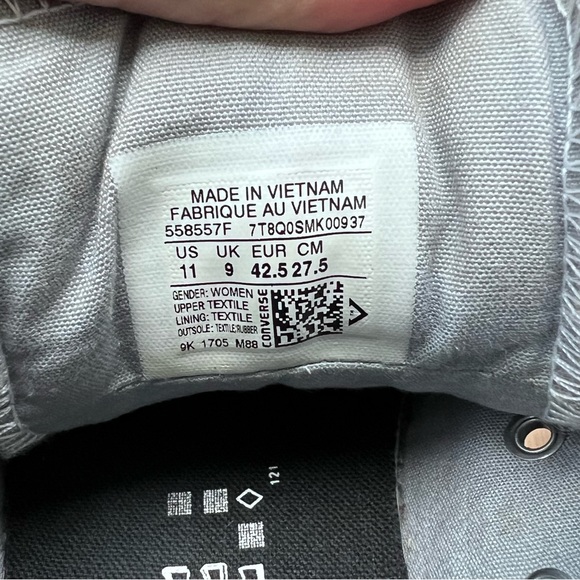 MADE IN VIETNAM
FABRIQUE AU VIETNAM
558557F 7T8Q0SMK00937
US UK EUR CM
11 9 42.5 27.5
GENDER: WOMEN
UPPER TEXTILE
LINING: TEXTILE
OUTSOLE: TEXTILE/RUBBER
9K 1705 M88
CONVERSE
121
M88